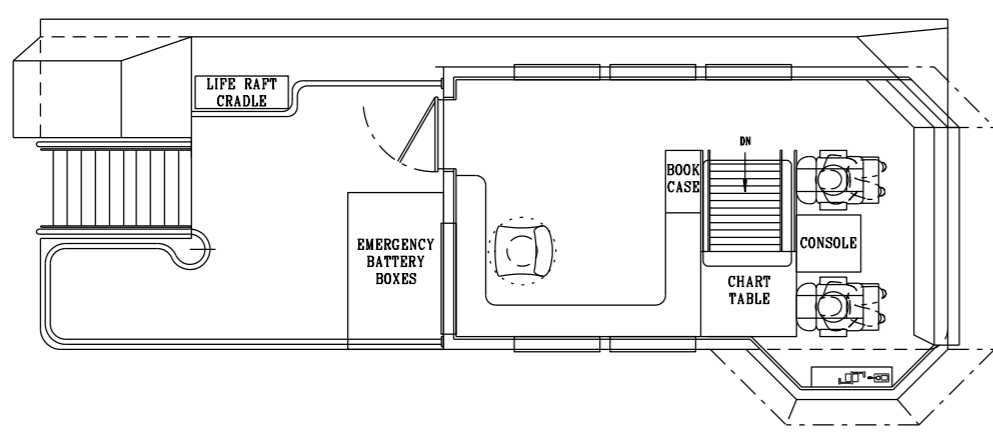 LIFE RAFT
CRADLE
EMERGENCY
BATTERY
BOXES
BOOK
CASE
DN
CHART
TABLE
CONSOLE